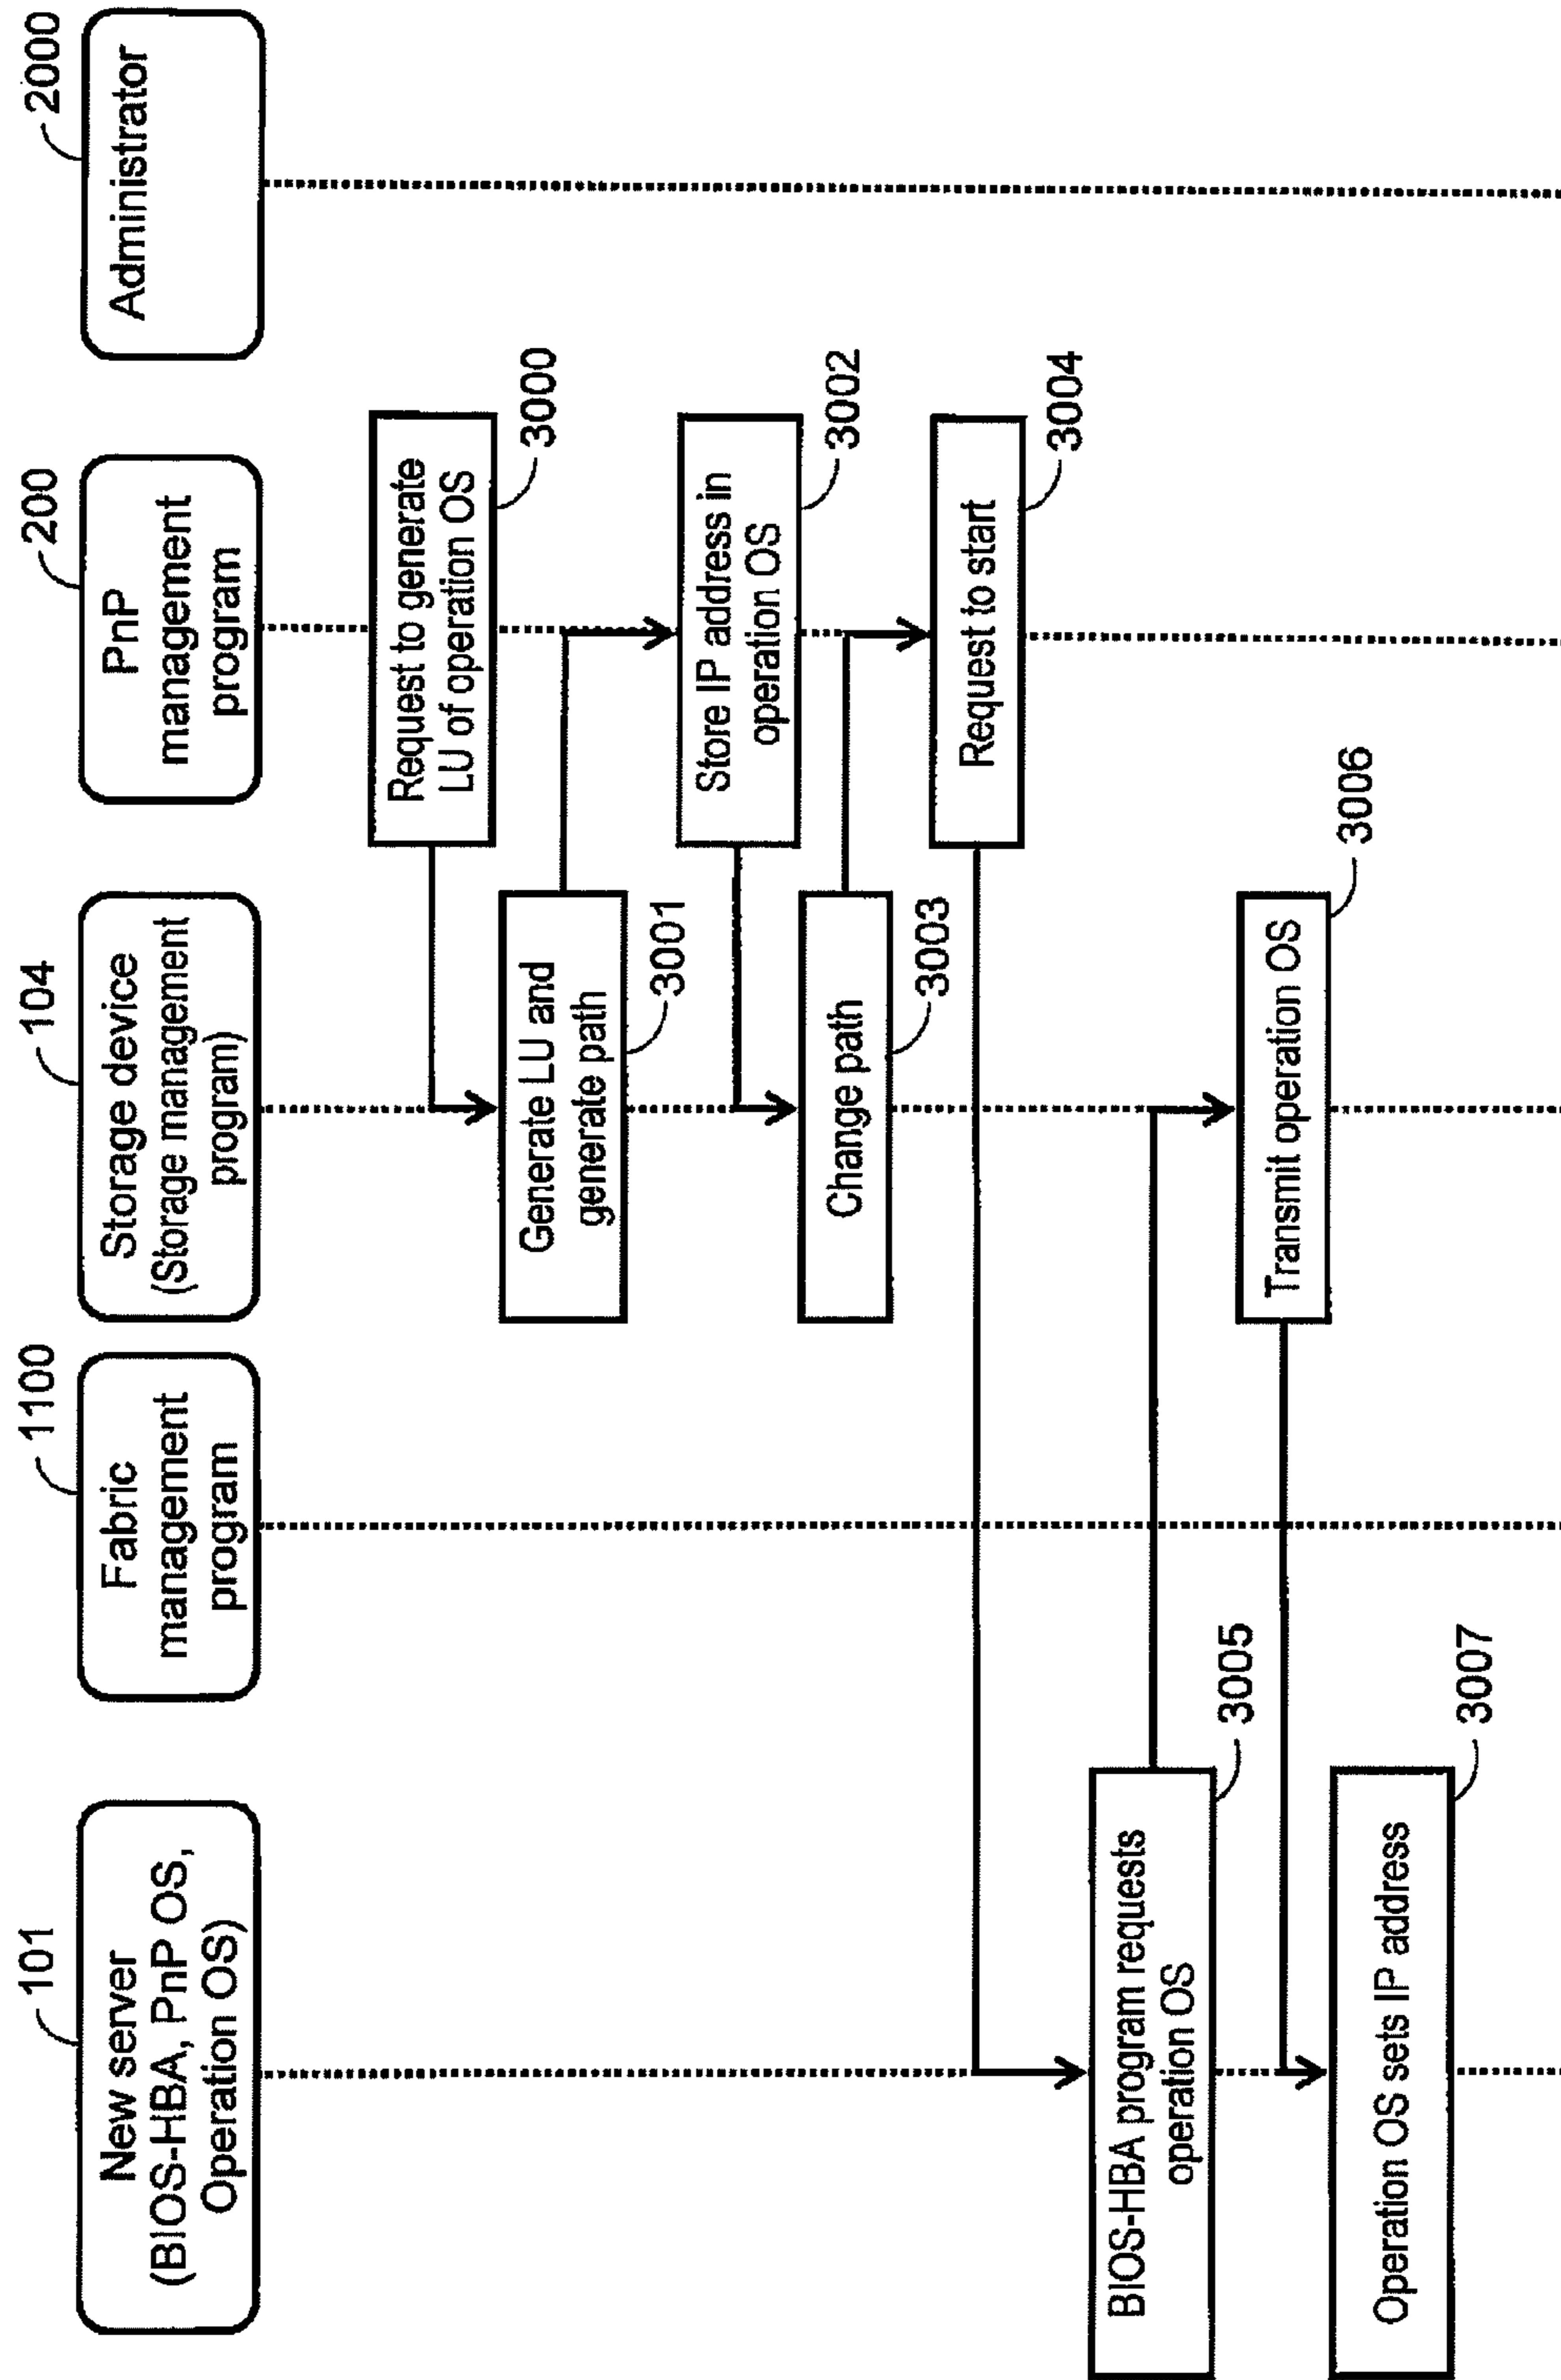 101
New server
(BIOS-HBA, PnP OS,
Operation OS)
1100
Fabric
management
program
104
Storage device
(Storage management
program)
200
PnP
management
program
2000
Administrator
Request to generate
LU of operation OS
3000
Generate LU and
generate path
3001
Store IP address in
operation OS
3002
Change path
3003
Request to start
3004
BIOS-HBA program requests
operation OS
3005
Transmit operation OS
3006
Operation OS sets IP address
3007